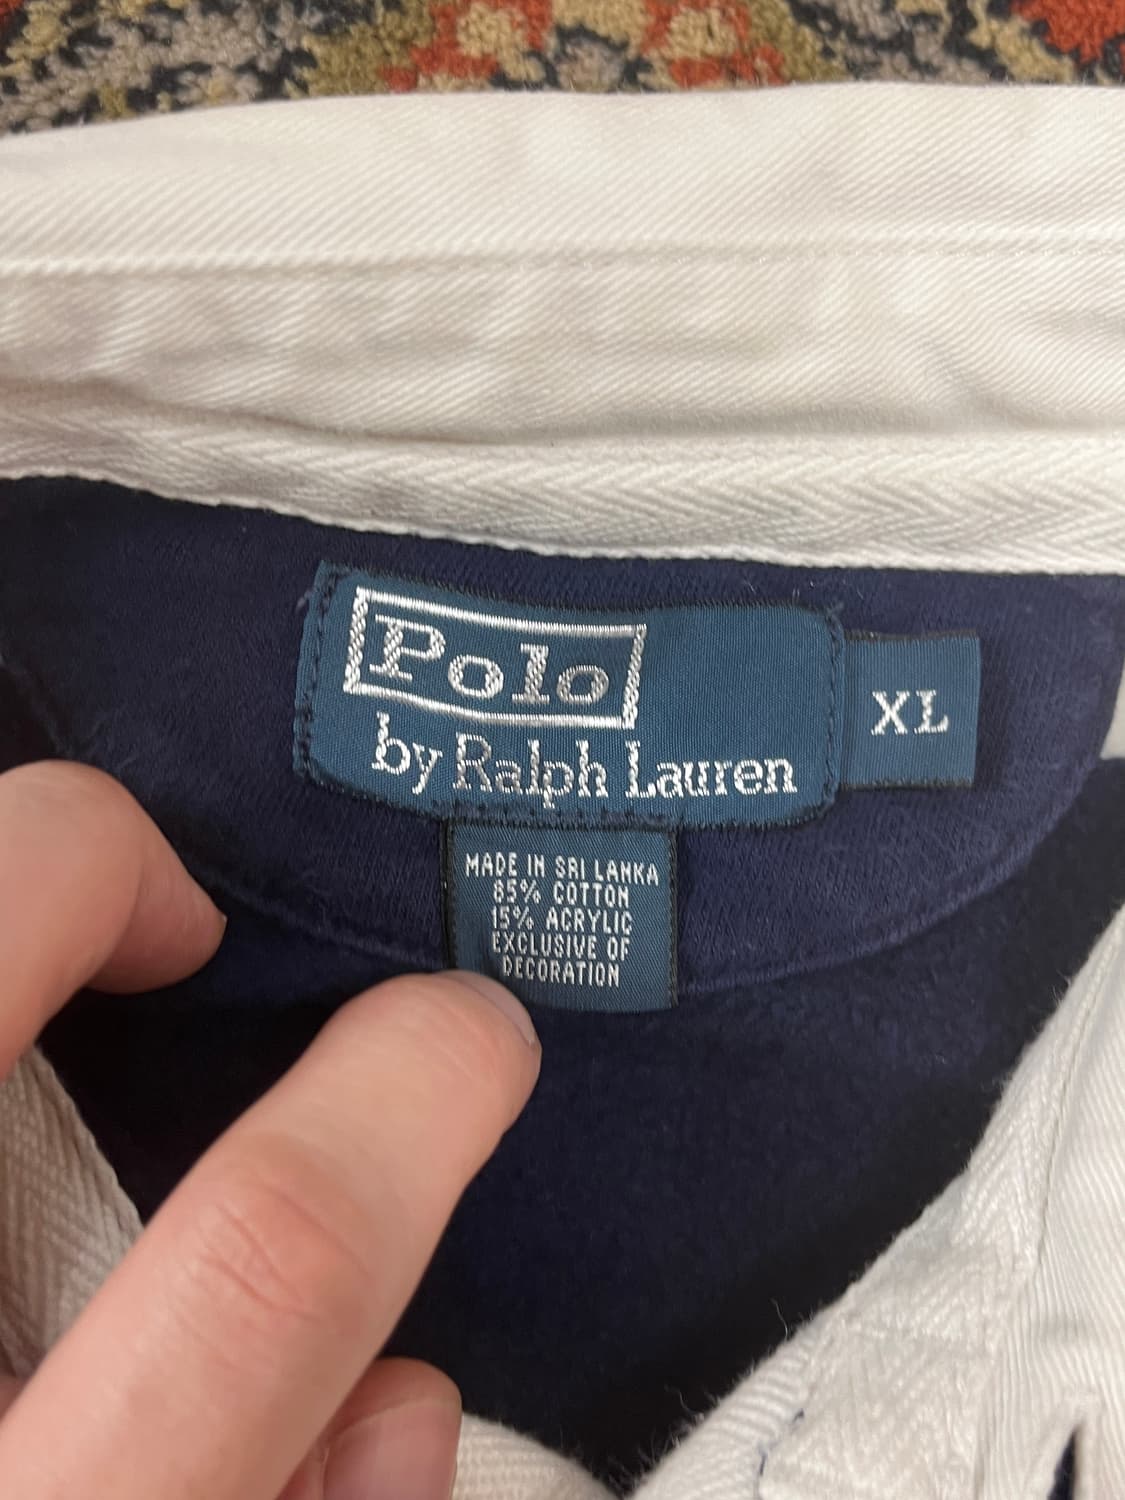 Polo
by Ralph Lauren
XL
MADE IN SRI LANKA
85% COTTON
15% ACRYLIC
EXCLUSIVE OF
DECORATION